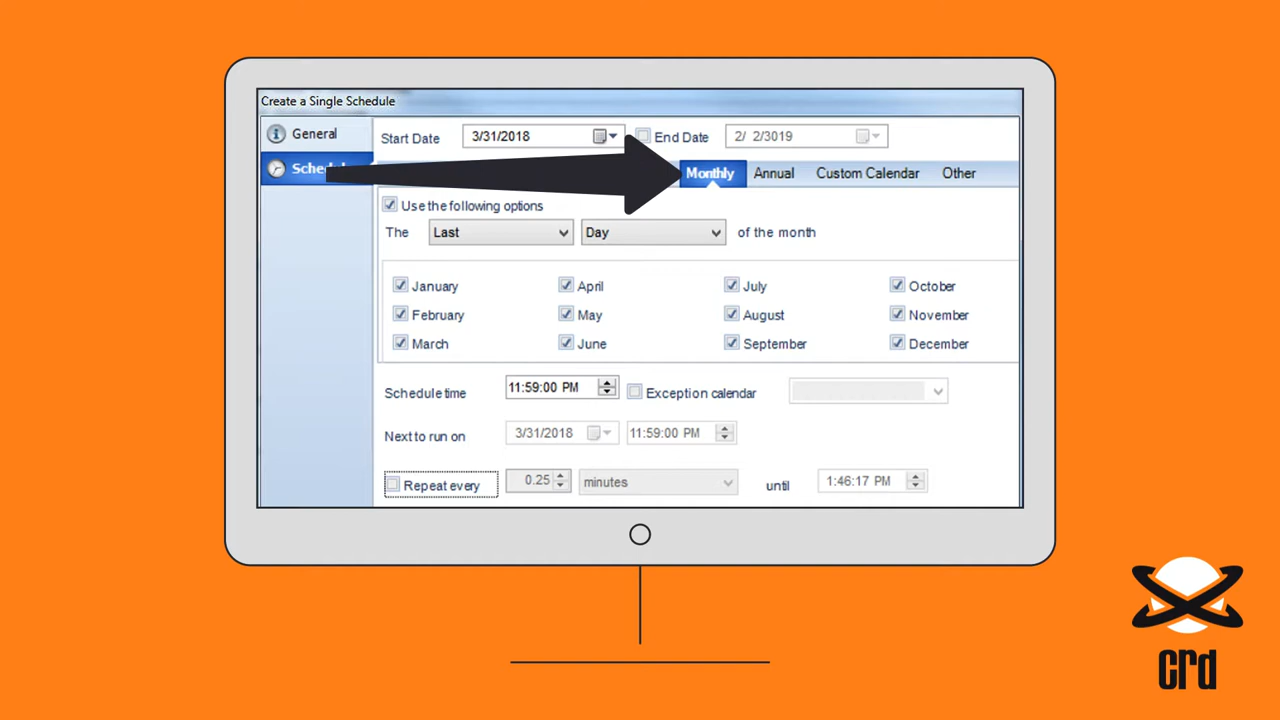 Create a Single Schedule
General
Start Date 3/31/2018 End Date 2/ 2/3019
Monthly Annual Custom Calendar Other
Use the following options
The Last Day of the month
January April July October
February May August November
March June September December
Schedule time 11:59:00 PM Exception calendar
Next to run on 3/31/2018 11:59:00 PM
Repeat every 0.25 minutes until 1:46:17 PM
crd